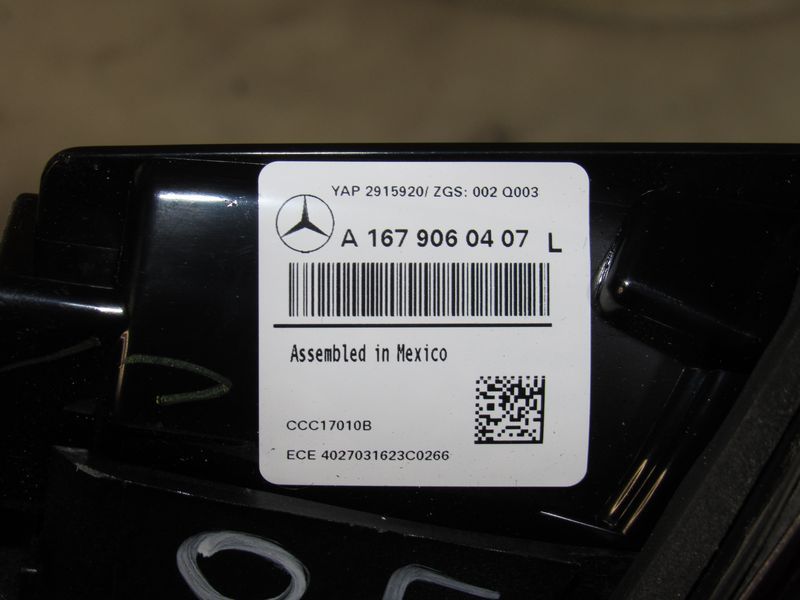 YAP 2915920/ ZGS: 002 Q003
A 167 906 04 07 L
Assembled in Mexico
CCC17010B
ECE 4027031623C0266